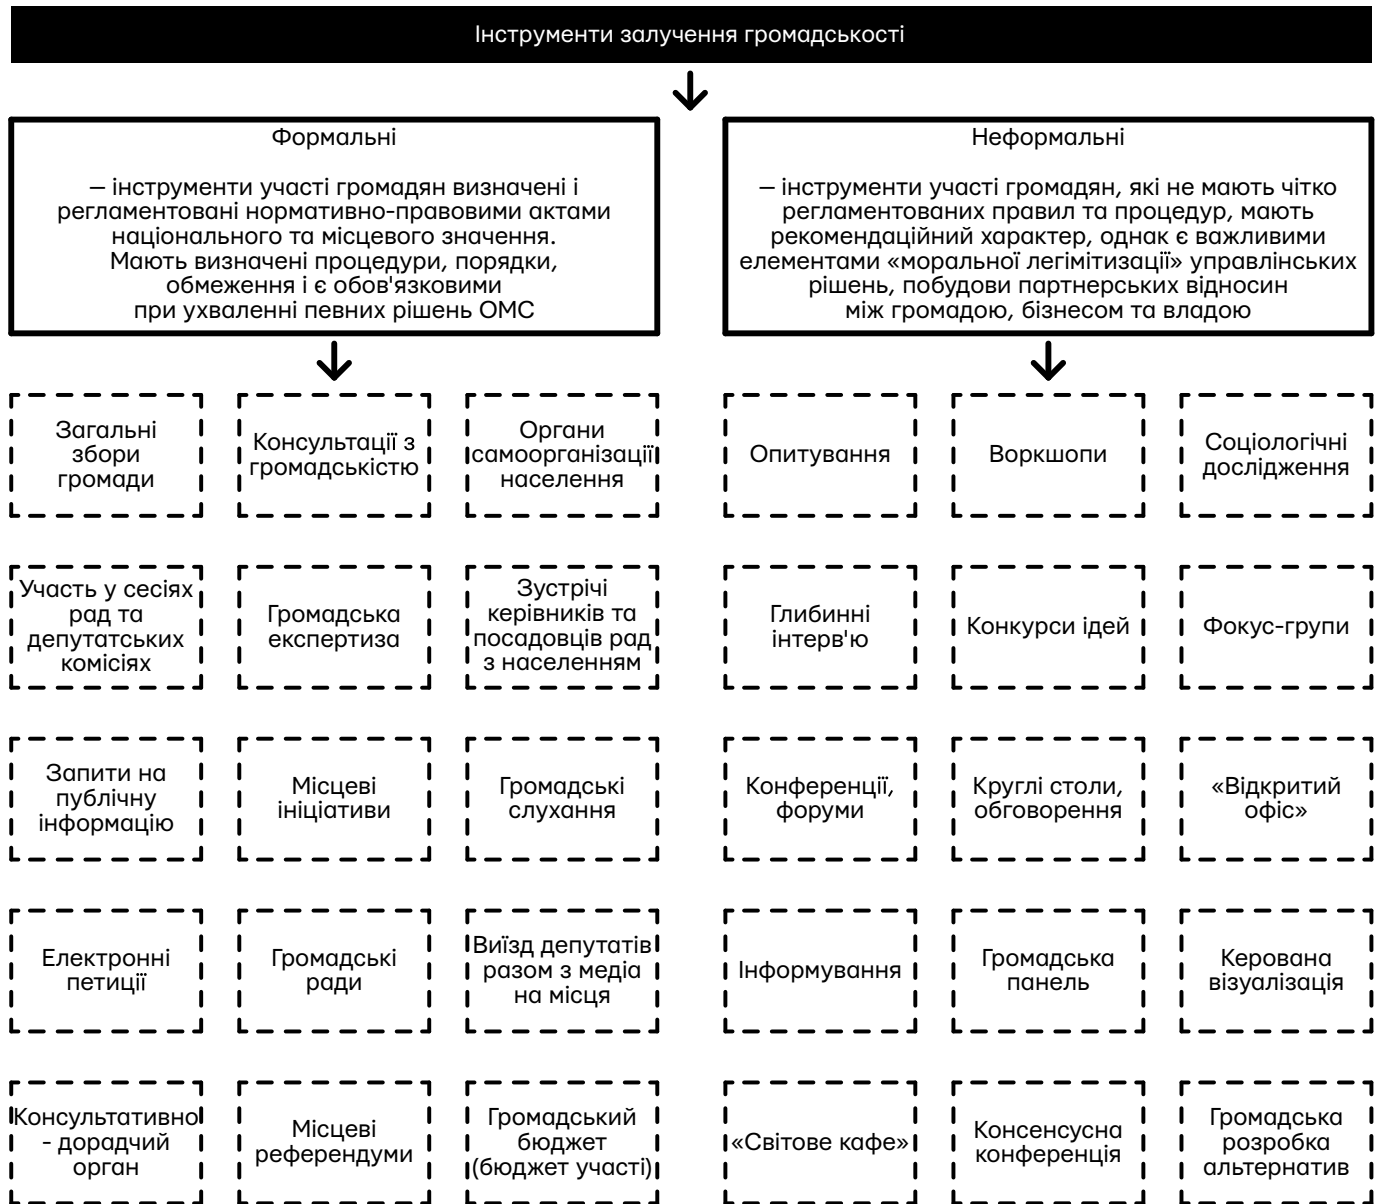 Інструменти залучення громадськості
Формальні
– інструменти участі громадян визначені і
регламентовані нормативно-правовими актами
національного та місцевого значення.
Мають визначені процедури, порядки,
обмеження і є обов'язковими
при ухваленні певних рішень ОМС
Неформальні
– інструменти участі громадян, які не мають чітко
регламентованих правил та процедур, мають
рекомендаційний характер, однак є важливими
елементами «моральної легімітизації» управлінських
рішень, побудови партнерських відносин
між громадою, бізнесом та владою
Загальні
збори
громади
Консультації з
громадськістю
Органи
самоорганізації
населення
Опитування
Воркшопи
Соціологічні
дослідження
Участь у сесіях
рад та
депутатських
комісіях
Громадська
експертиза
Зустрічі
керівників та
посадовців рад
з населенням
Глибинні
інтерв'ю
Конкурси ідей
Фокус-групи
Запити на
публічну
інформацію
Місцеві
ініціативи
Громадські
слухання
Конференції,
форуми
Круглі столи,
обговорення
«Відкритий
офіс»
Електронні
петиції
Громадські
ради
Виїзд депутатів
разом з медіа
на місця
Інформування
Громадська
панель
Керована
візуалізація
Консультативно
- дорадчий
орган
Місцеві
референдуми
Громадський
бюджет
(бюджет участі)
«Світове кафе»
Консенсусна
конференція
Громадська
розробка
альтернатив